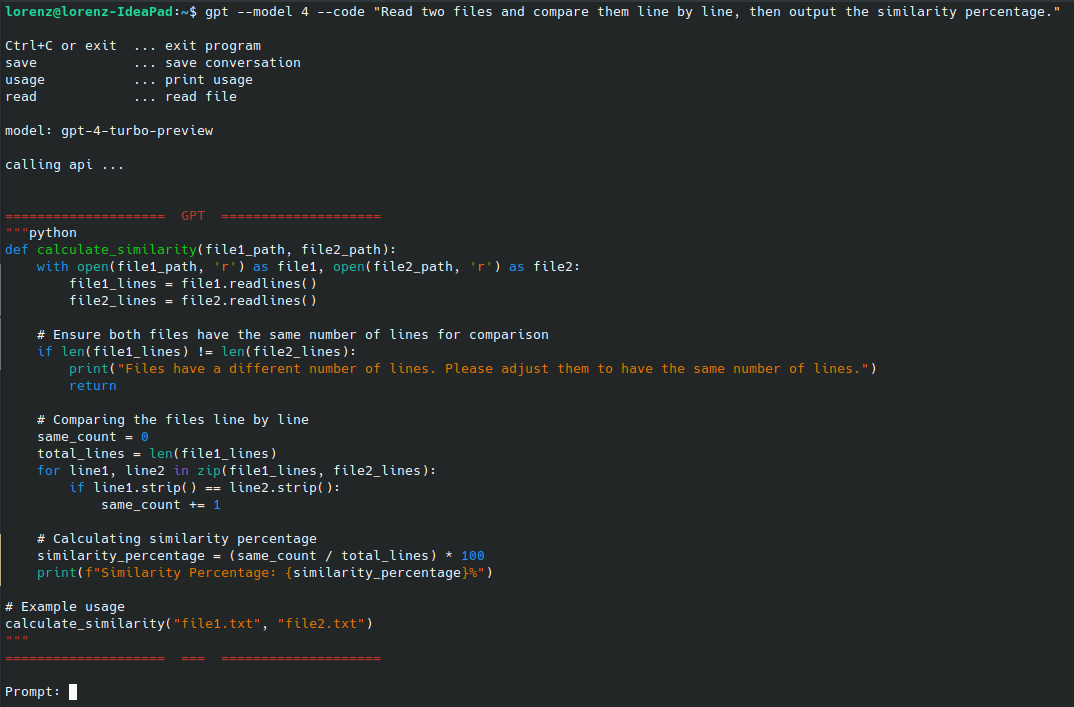 lorenz@lorenz-IdeaPad:~$ gpt --model 4 --code "Read two files and compare them line by line, then output the similarity percentage."
Ctrl+C or exit  ... exit program
save            ... save conversation
usage           ... print usage
read            ... read file
model: gpt-4-turbo-preview
calling api ...
====================  GPT  ====================
"""python
def calculate_similarity(file1_path, file2_path):
    with open(file1_path, 'r') as file1, open(file2_path, 'r') as file2:
        file1_lines = file1.readlines()
        file2_lines = file2.readlines()
    # Ensure both files have the same number of lines for comparison
    if len(file1_lines) != len(file2_lines):
        print("Files have a different number of lines. Please adjust them to have the same number of lines.")
        return
    # Comparing the files line by line
    same_count = 0
    total_lines = len(file1_lines)
    for line1, line2 in zip(file1_lines, file2_lines):
        if line1.strip() == line2.strip():
            same_count += 1
    # Calculating similarity percentage
    similarity_percentage = (same_count / total_lines) * 100
    print(f"Similarity Percentage: {similarity_percentage}%")
# Example usage
calculate_similarity("file1.txt", "file2.txt")
"""
====================  ===  ====================
Prompt: